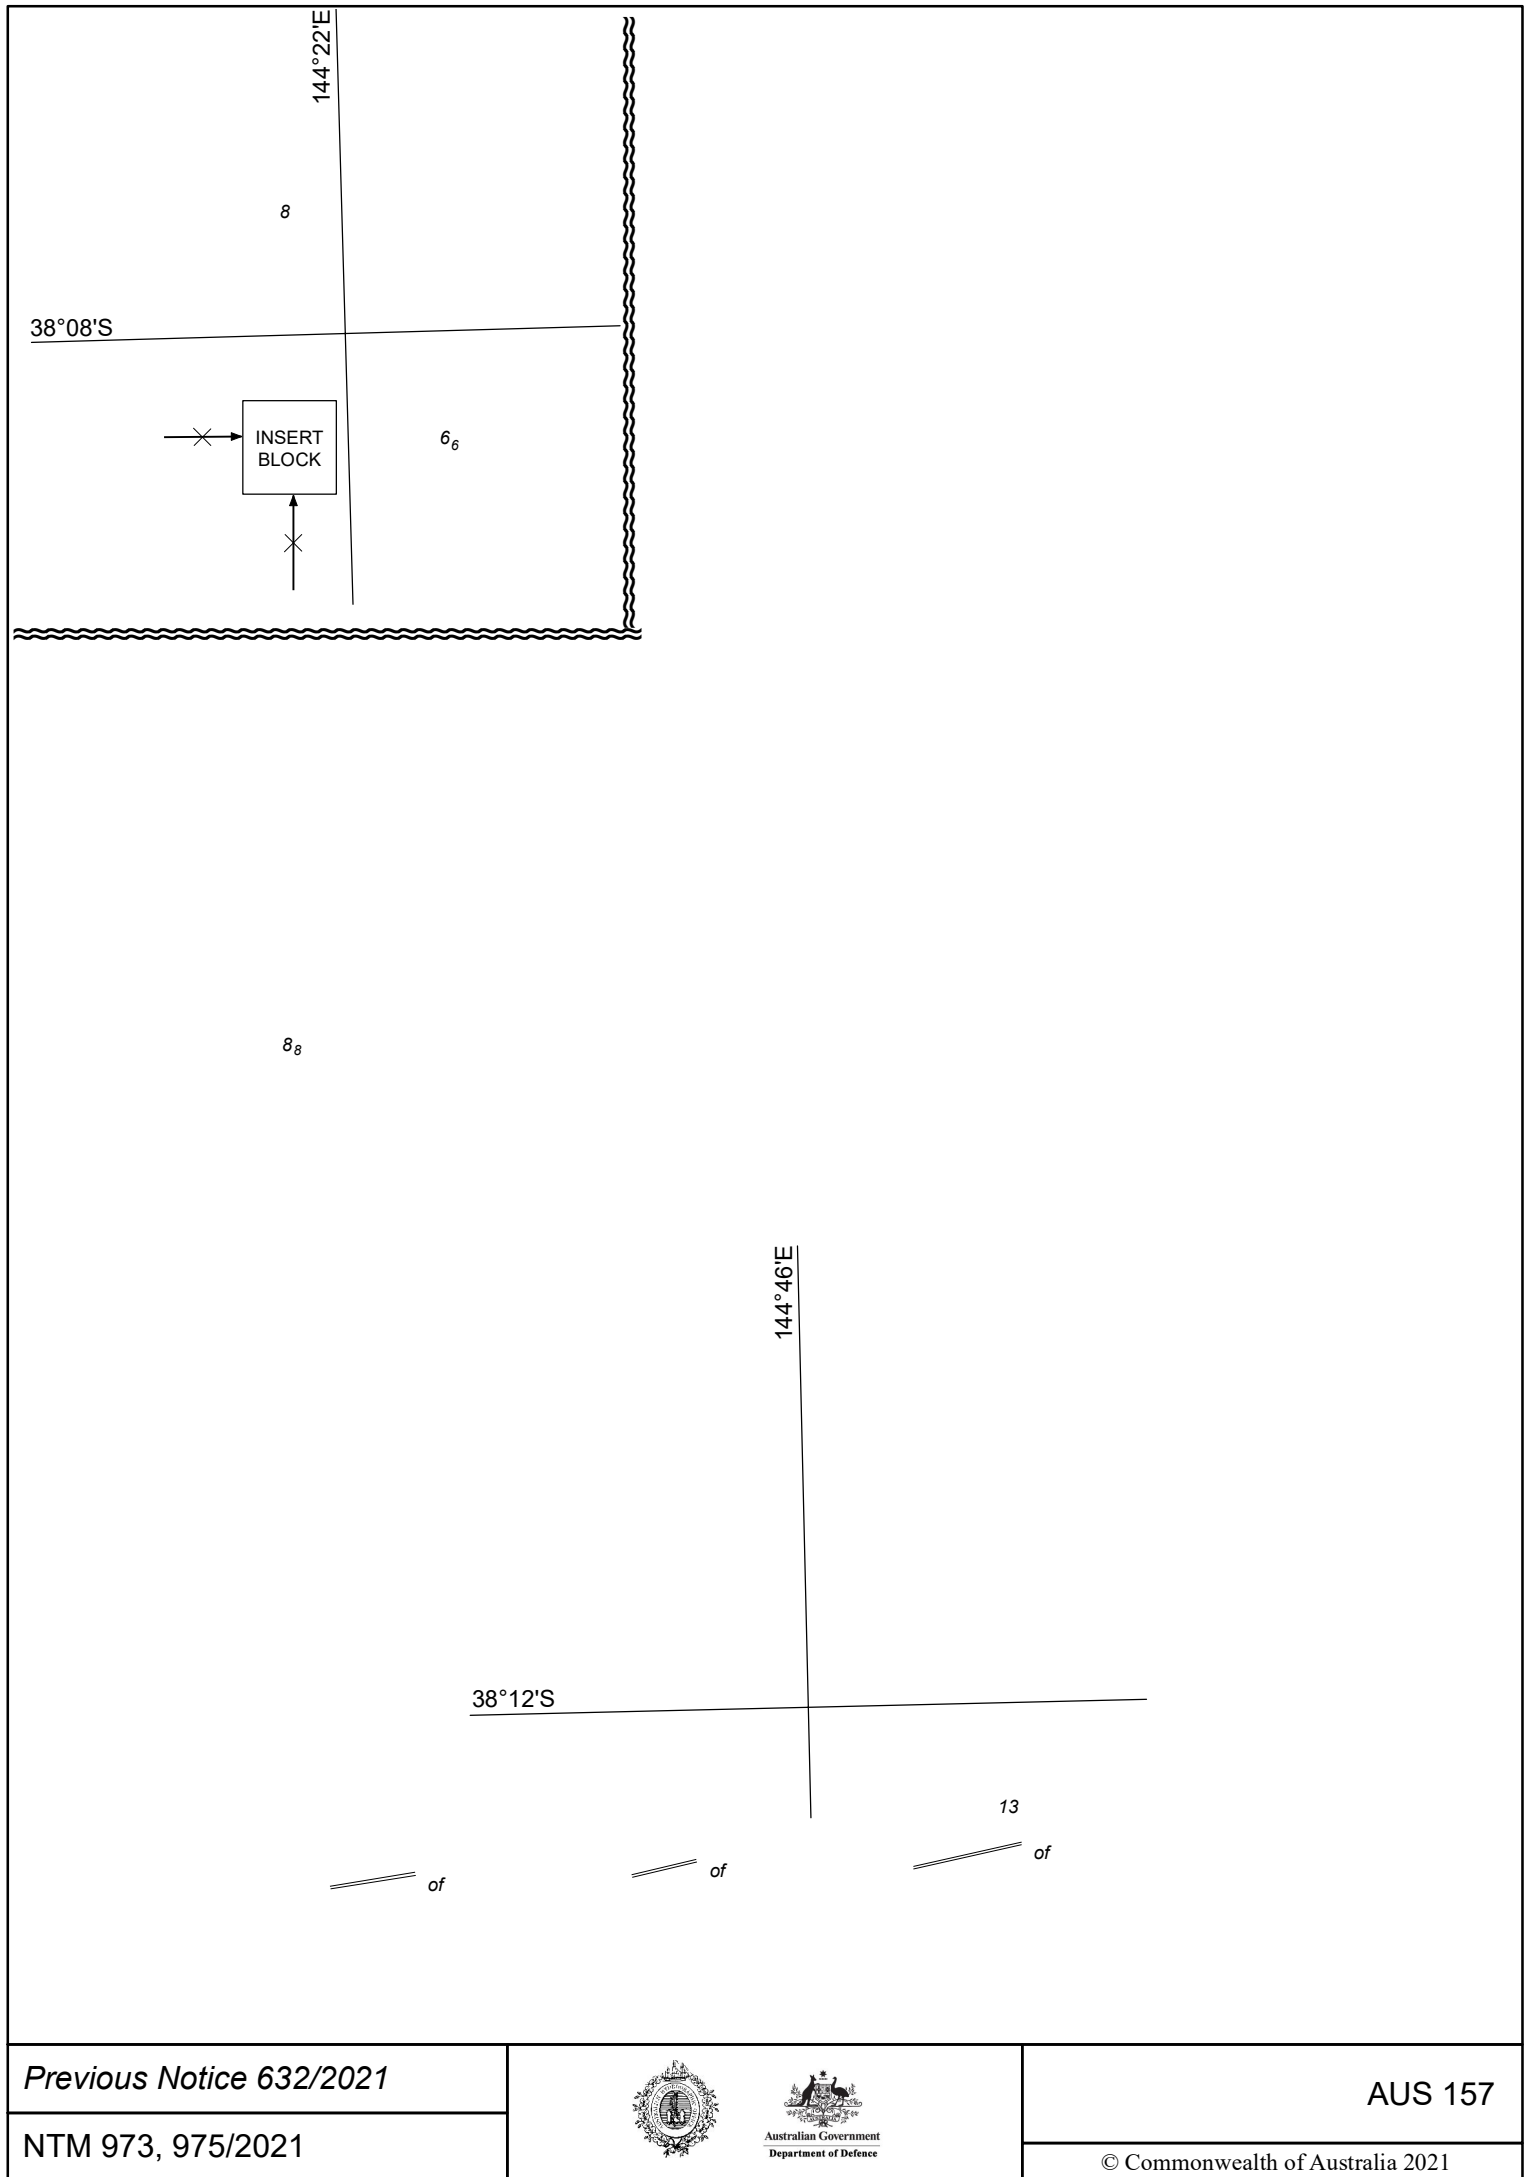 144°22'E
8
38°08'S
INSERT
BLOCK
6₆
8₈
144°46'E
38°12'S
13
of
of
of
Previous Notice 632/2021
NTM 973, 975/2021
Australian Government
Department of Defence
AUS 157
© Commonwealth of Australia 2021